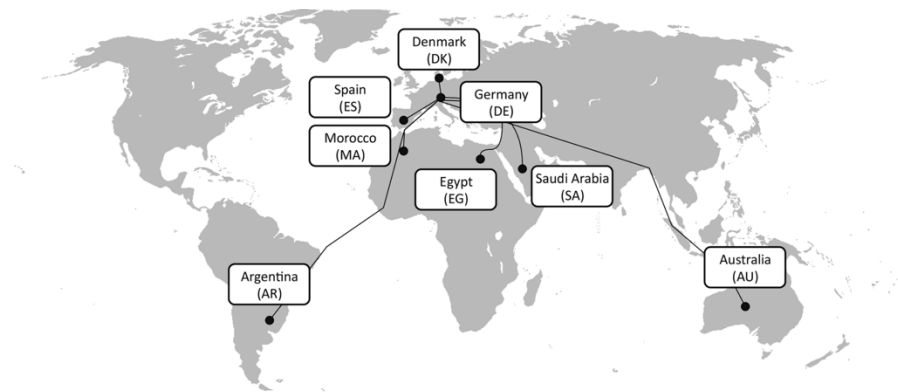 Denmark
(DK)
Spain
(ES)
Germany
(DE)
Morocco
(MA)
Egypt
(EG)
Saudi Arabia
(SA)
Argentina
(AR)
Australia
(AU)